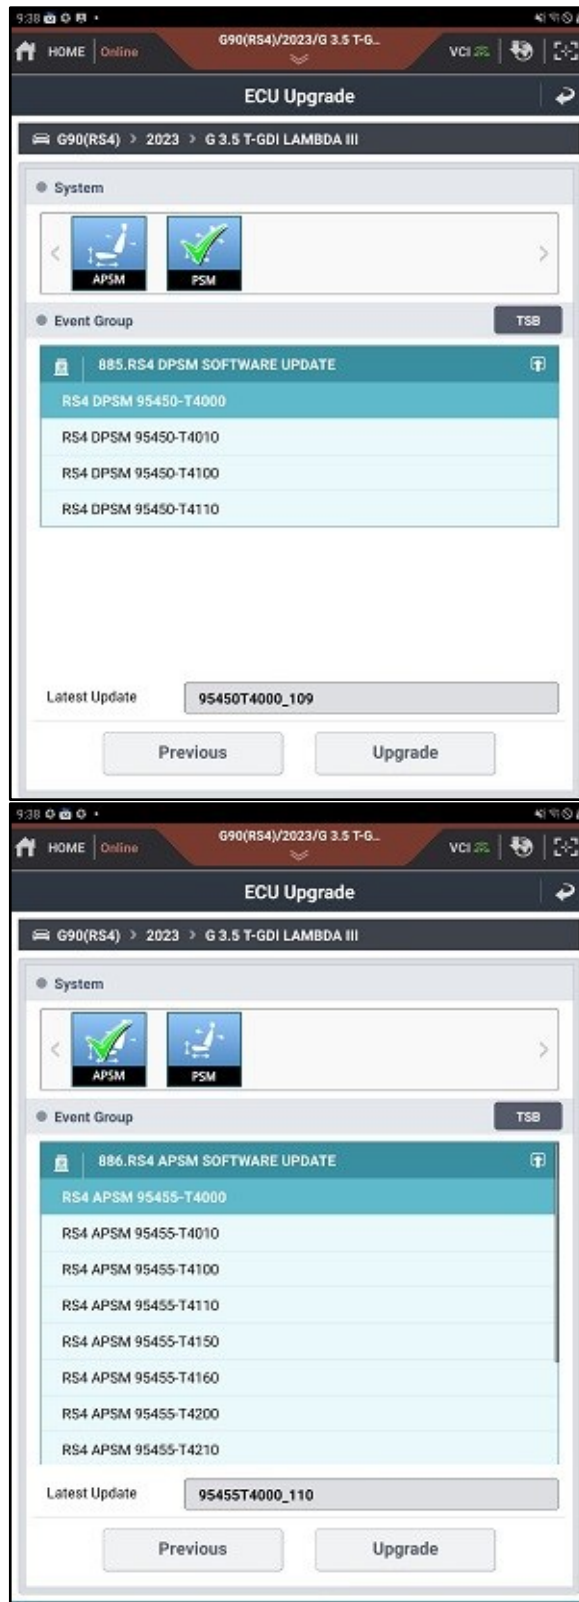 9:38
HOME Online G90(RS4)/2023/G 3.5 T-G... VCI
ECU Upgrade
G90(RS4) > 2023 > G 3.5 T-GDI LAMBDA III
System
APSM PSM
Event Group TSB
885.RS4 DPSM SOFTWARE UPDATE
RS4 DPSM 95450-T4000
RS4 DPSM 95450-T4010
RS4 DPSM 95450-T4100
RS4 DPSM 95450-T4110
Latest Update 95450T4000_109
Previous Upgrade
9:38
HOME Online G90(RS4)/2023/G 3.5 T-G... VCI
ECU Upgrade
G90(RS4) > 2023 > G 3.5 T-GDI LAMBDA III
System
APSM PSM
Event Group TSB
886.RS4 APSM SOFTWARE UPDATE
RS4 APSM 95455-T4000
RS4 APSM 95455-T4010
RS4 APSM 95455-T4100
RS4 APSM 95455-T4110
RS4 APSM 95455-T4150
RS4 APSM 95455-T4160
RS4 APSM 95455-T4200
RS4 APSM 95455-T4210
Latest Update 95455T4000_110
Previous Upgrade